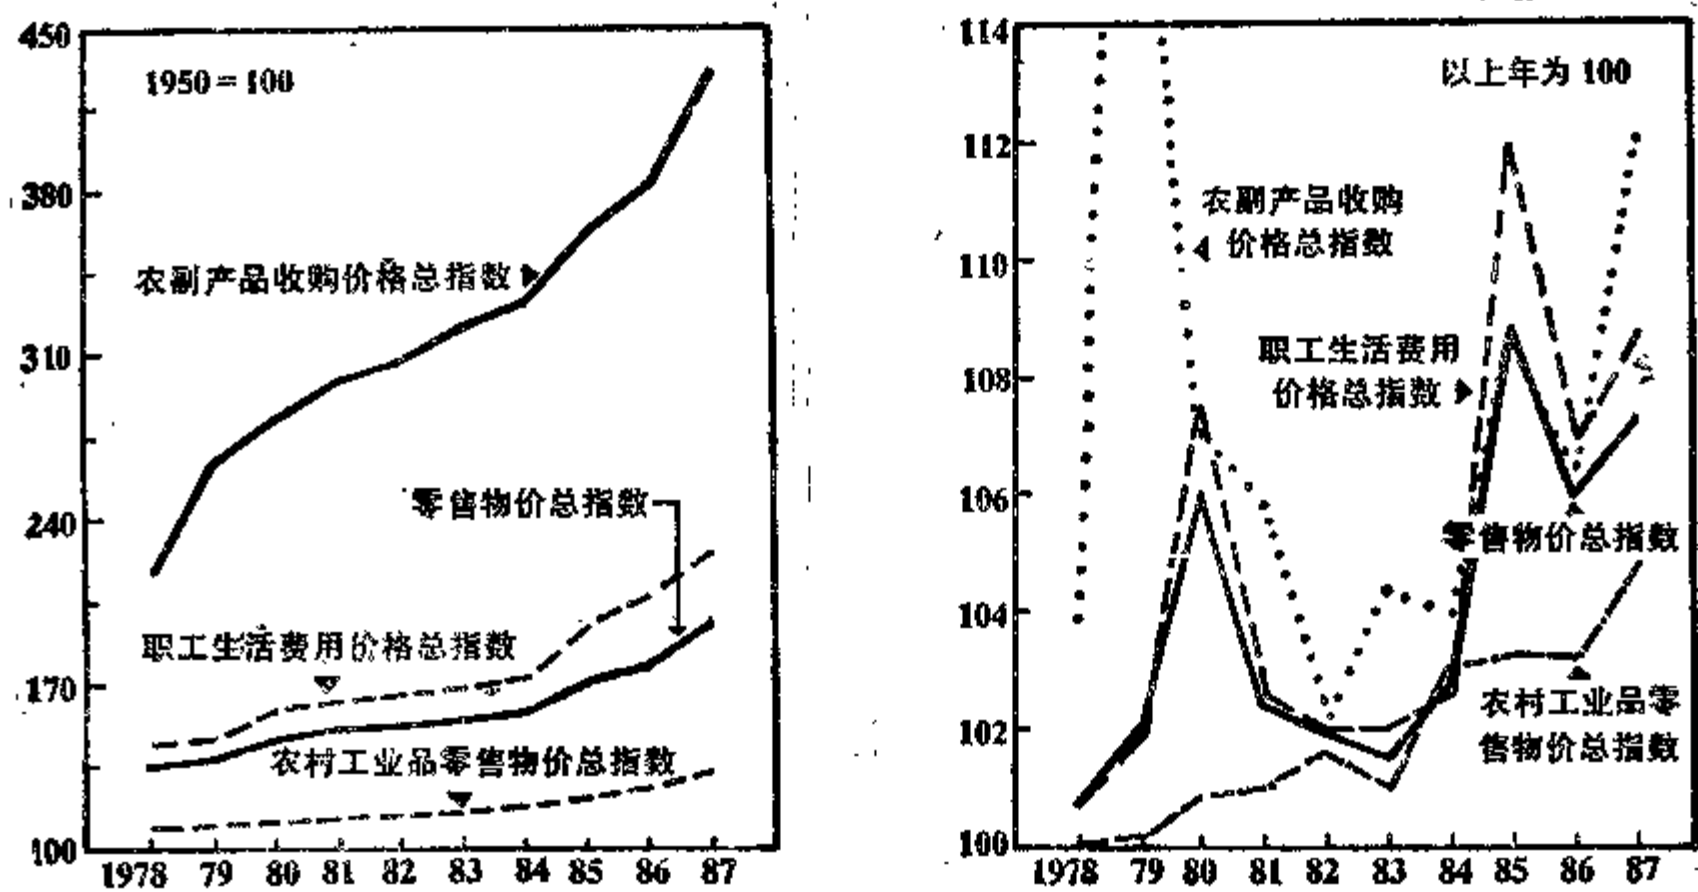 450
1950 = 100
380
农副产品收购价格总指数
310
零售物价总指数
240
职工生活费用价格总指数
170
农村工业品零售物价总指数
100
1978 79 80 81 82 83 84 85 86 87
114
以上年为 100
112
农副产品收购
价格总指数
110
职工生活费用
价格总指数
108
106
零售物价总指数
104
农村工业品零
售物价总指数
102
100
1978 79 80 81 82 83 84 85 86 87